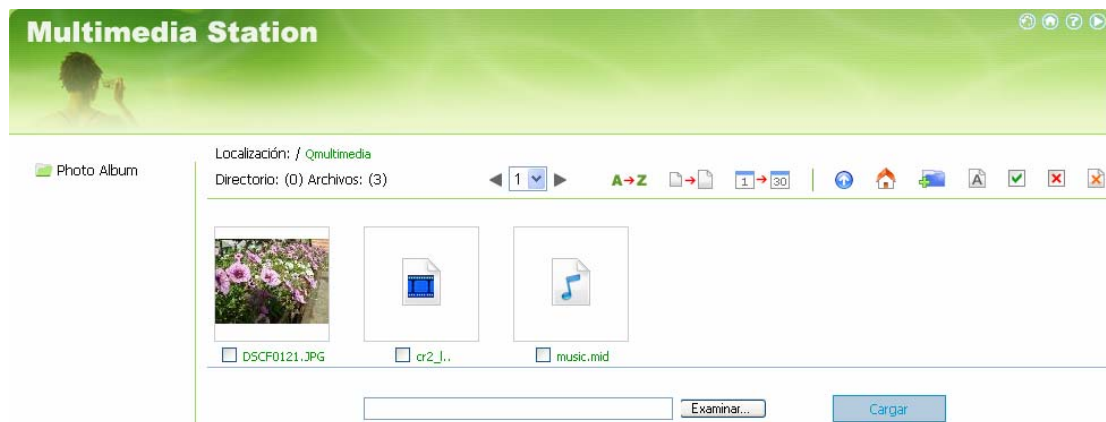 Multimedia Station
Photo Album
Localización: / Qmultimedia
Directorio: (0) Archivos: (3)
1
A→Z
1→30
A
DSCF0121.JPG
cr2_l..
music.mid
Examinar...
Cargar